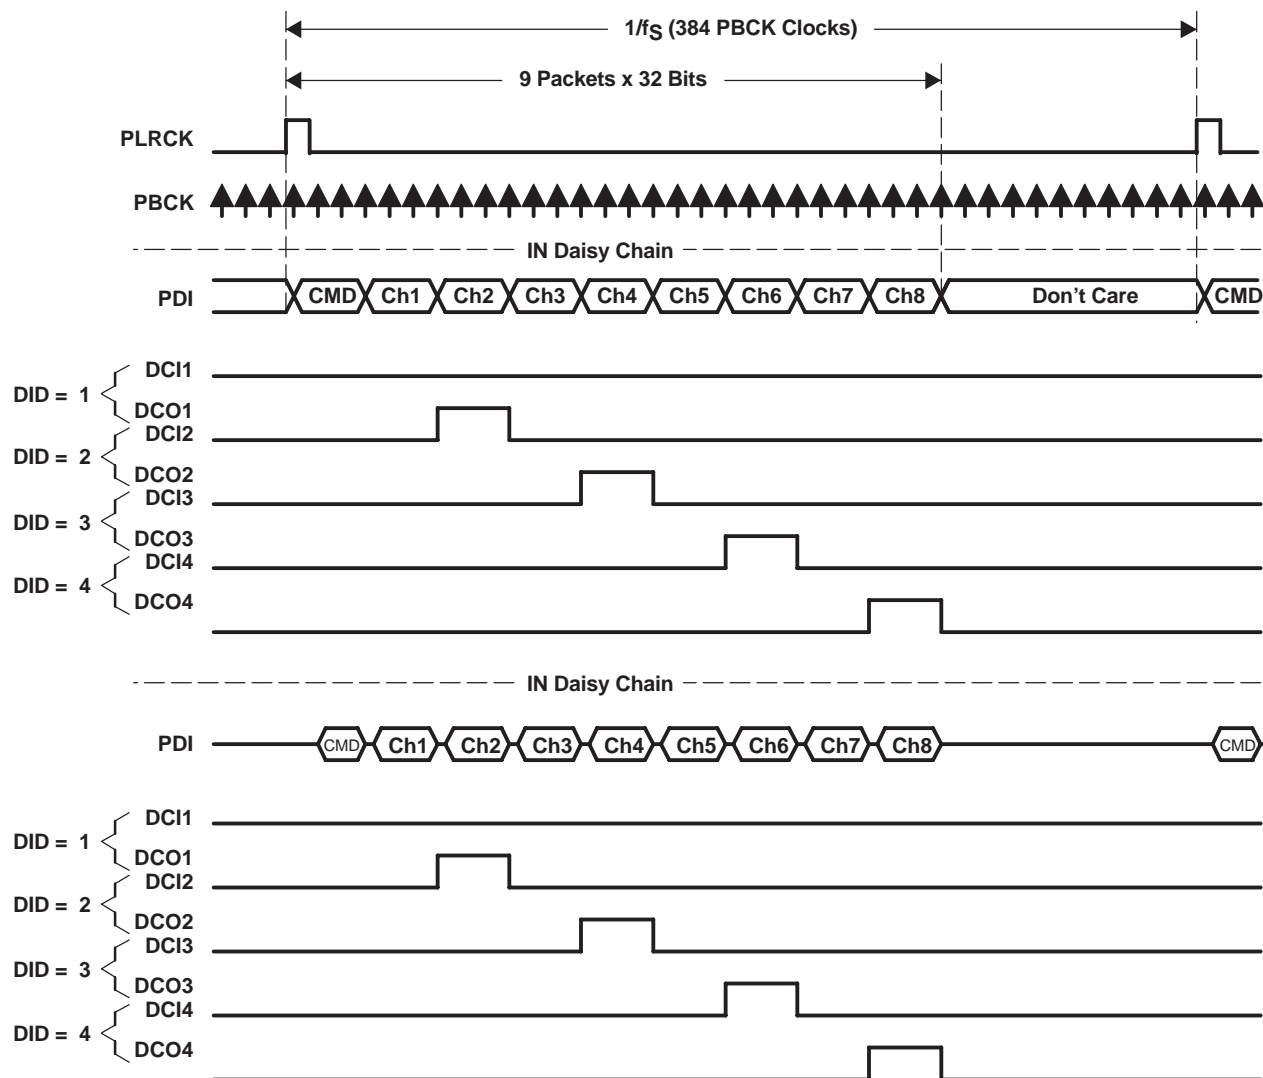 1/fS (384 PBCK Clocks)
9 Packets x 32 Bits
PLRCK
PBCK
IN Daisy Chain
PDI CMD Ch1 Ch2 Ch3 Ch4 Ch5 Ch6 Ch7 Ch8 Don't Care CMD
DCI1
DID = 1
DCO1
DCI2
DID = 2
DCO2
DCI3
DID = 3
DCO3
DCI4
DID = 4
DCO4
IN Daisy Chain
PDI CMD Ch1 Ch2 Ch3 Ch4 Ch5 Ch6 Ch7 Ch8 CMD
DCI1
DID = 1
DCO1
DCI2
DID = 2
DCO2
DCI3
DID = 3
DCO3
DCI4
DID = 4
DCO4